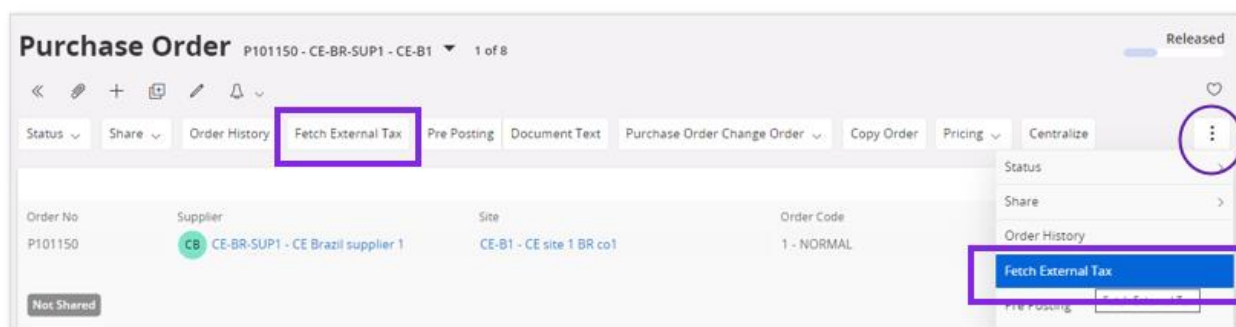 Purchase Order P101150 - CE-BR-SUP1 - CE-B1 1 of 8
Released
Status Share Order History Fetch External Tax Pre Posting Document Text Purchase Order Change Order Copy Order Pricing Centralize
Status
Share
Order History
Fetch External Tax
Pre Posting
Order No Supplier Site Order Code
P101150 CB CE-BR-SUP1 - CE Brazil supplier 1 CE-B1 - CE site 1 BR co1 1 - NORMAL
Not Shared